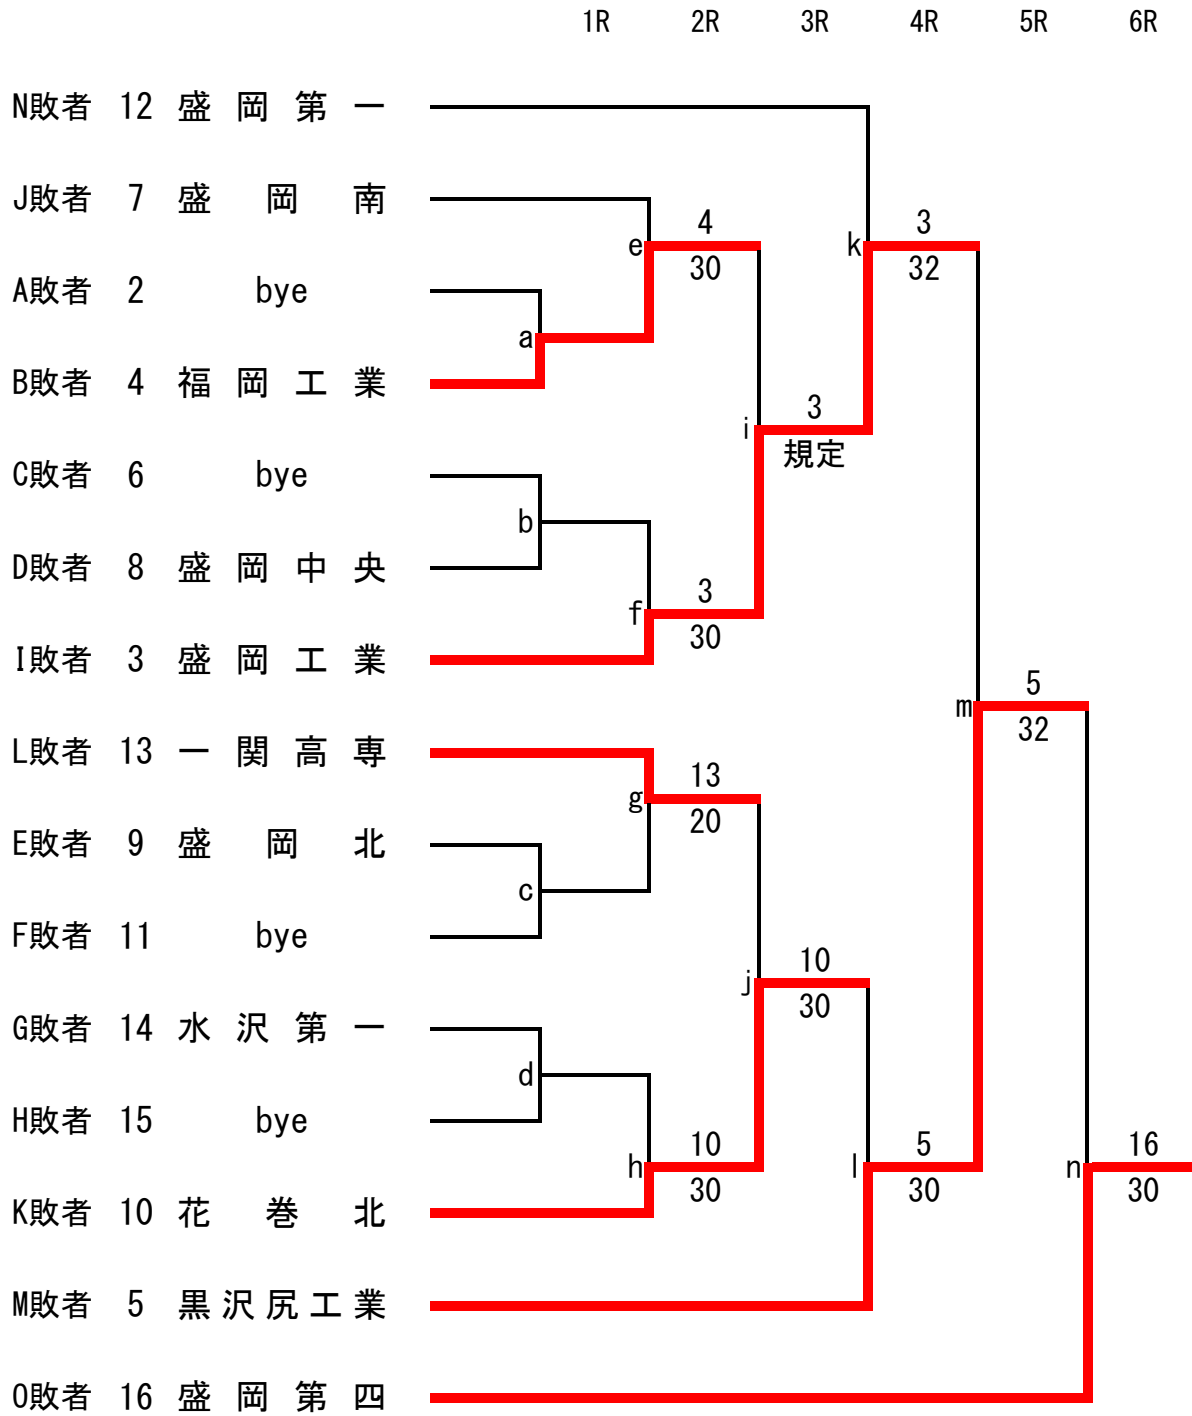 1R 2R 3R 4R 5R 6R
N敗者 12 盛岡第一
J敗者 7 盛岡南
4
e k 3
30 32
A敗者 2 bye
a
B敗者 4 福岡工業
3
i
規定
C敗者 6 bye
b
D敗者 8 盛岡中央
3
f
30
I敗者 3 盛岡工業
5
m
32
L敗者 13 一関高専
13
g
20
E敗者 9 盛岡北
c
F敗者 11 bye
10
j
30
G敗者 14 水沢第一
d
H敗者 15 bye
10 5 16
h l n
30 30 30
K敗者 10 花巻北
M敗者 5 黒沢尻工業
O敗者 16 盛岡第四